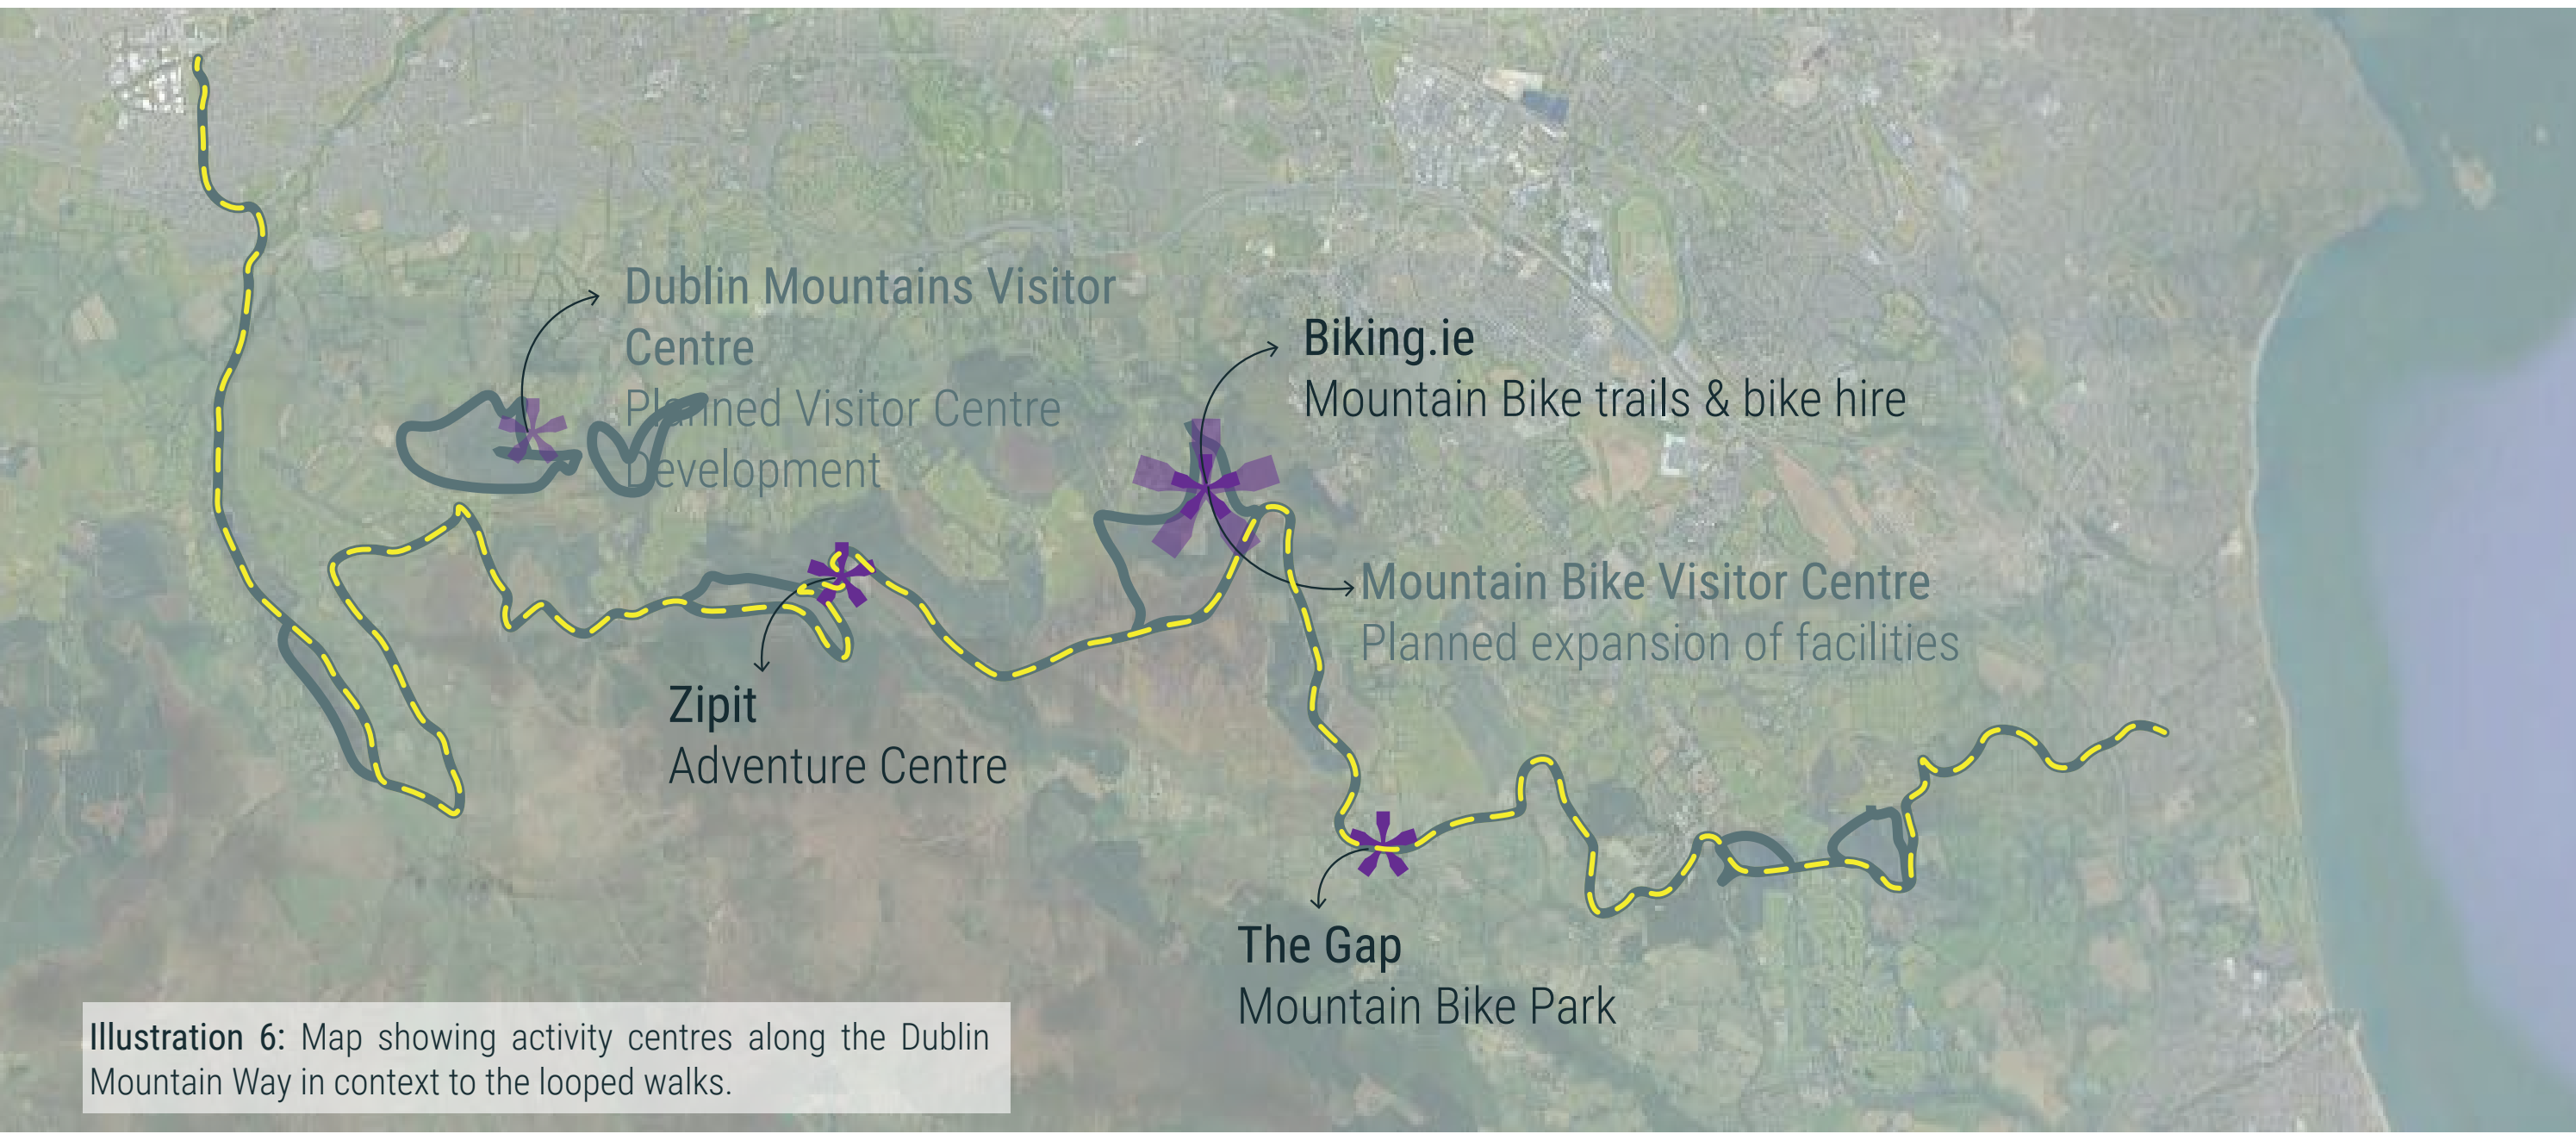 Dublin Mountains Visitor
Centre
Planned Visitor Centre
Development
Biking.ie
Mountain Bike trails & bike hire
Mountain Bike Visitor Centre
Planned expansion of facilities
Zipit
Adventure Centre
The Gap
Mountain Bike Park
Illustration 6: Map showing activity centres along the Dublin
Mountain Way in context to the looped walks.